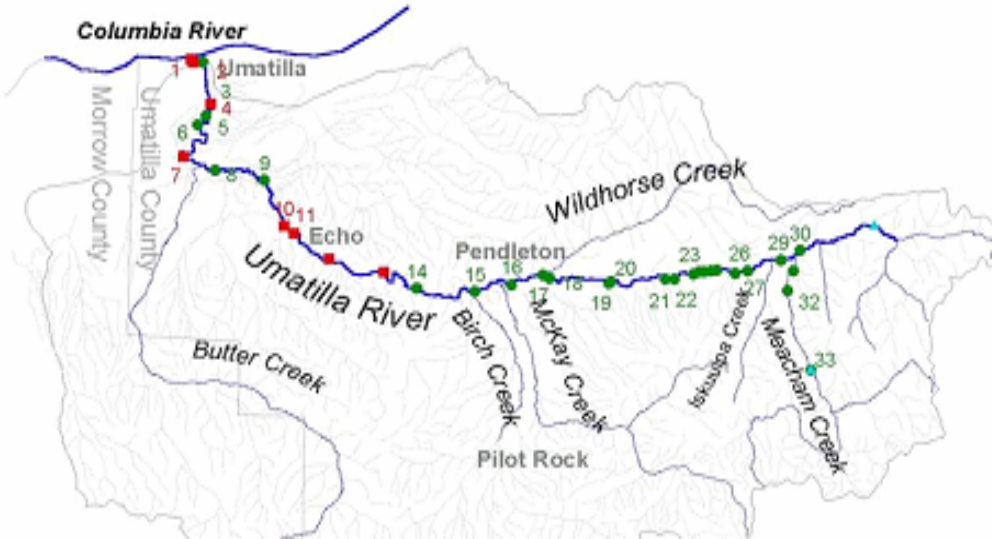 Columbia River
1
2
Umatilla
3
4
5
6
7
8
9
10
11
Echo
Morrow County
Umatilla County
Umatilla River
Butter Creek
14
15
16
17
18
19
20
21
22
23
26
27
29
30
32
33
Pendleton
Wildhorse Creek
Birch Creek
McKay Creek
Iskuulpa Creek
Meacham Creek
Pilot Rock